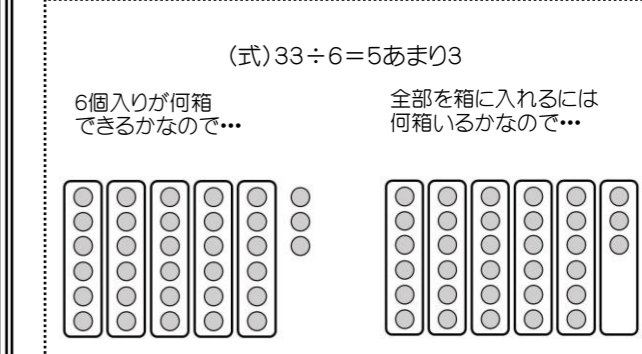 (式)33÷6=5あまり3
6個入りが何箱
できるかなので•••
全部を箱に入れるには
何箱いるかなので•••